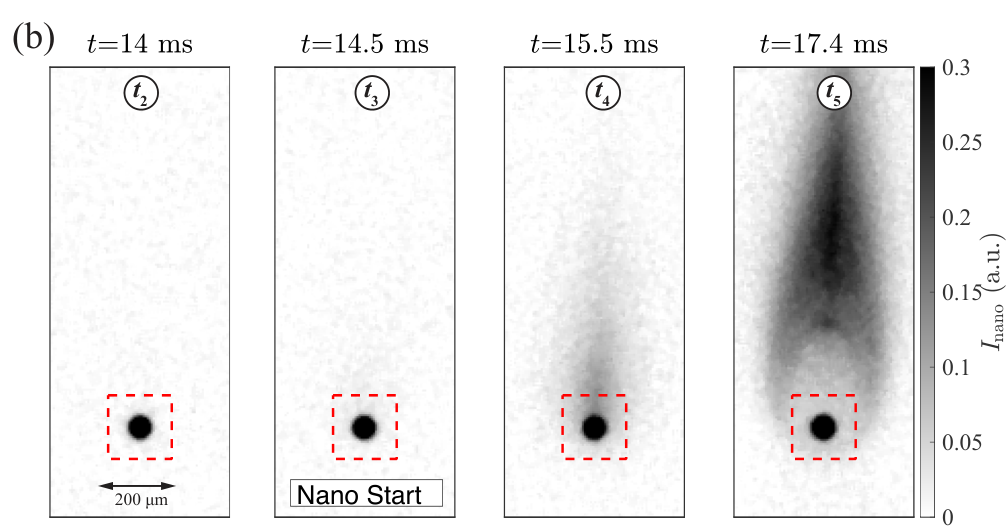 (b)
t=14 ms
t=14.5 ms
t=15.5 ms
t=17.4 ms
t2
t3
t4
t5
200 μm
Nano Start
0.3
0.25
0.2
0.15
0.1
0.05
0
Inano (a.u.)